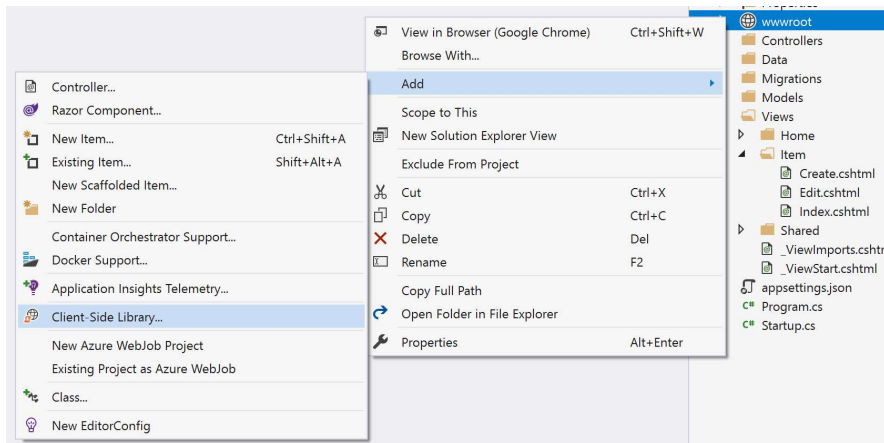 View in Browser (Google Chrome) Ctrl+Shift+W
Browse With...
Add
Scope to This
New Solution Explorer View
Exclude From Project
Cut Ctrl+X
Copy Ctrl+C
Delete Del
Rename F2
Copy Full Path
Open Folder in File Explorer
Properties Alt+Enter
Controller...
Razor Component...
New Item... Ctrl+Shift+A
Existing Item... Shift+Alt+A
New Scaffolded Item...
New Folder
Container Orchestrator Support...
Docker Support...
Application Insights Telemetry...
Client-Side Library...
New Azure WebJob Project
Existing Project as Azure WebJob
Class...
New EditorConfig
wwwroot
Controllers
Data
Migrations
Models
Views
Home
Item
Create.cshtml
Edit.cshtml
Index.cshtml
Shared
_ViewImports.cshtr
_ViewStart.cshtml
appsettings.json
C# Program.cs
C# Startup.cs